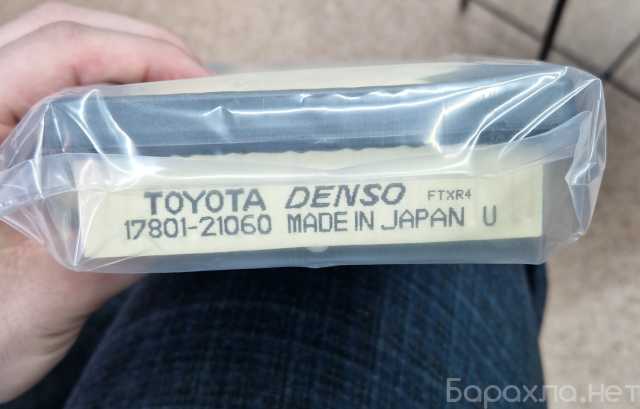 TOYOTA DENSO FTXR4
17801-21060 MADE IN JAPAN U
Барахла.нет